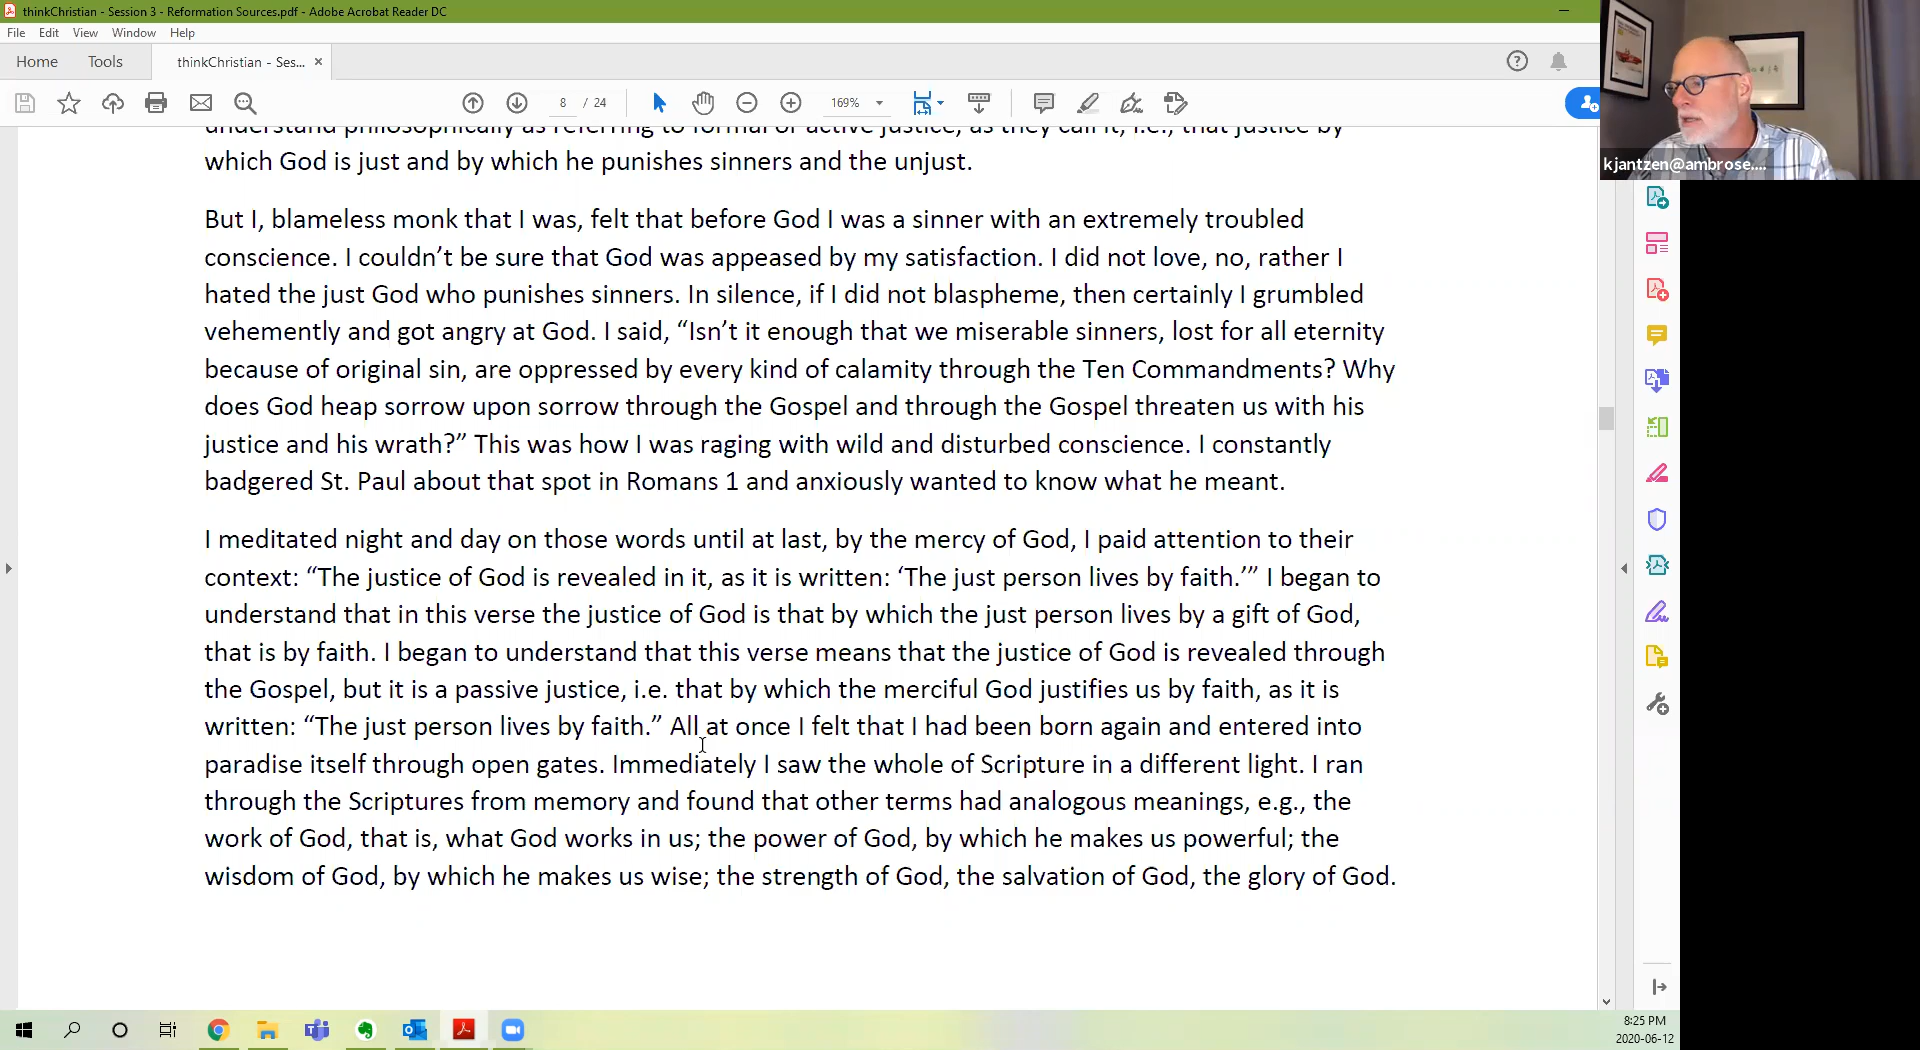 thinkChristian - Session 3 - Reformation Sources.pdf - Adobe Acrobat Reader DC
File Edit View Window Help
Home Tools thinkChristian - Ses... ×
8 / 24 169%
kjantzen@ambrose....
understand philosophically as referring to formal or active justice, as they call it, i.e., that justice by
which God is just and by which he punishes sinners and the unjust.
But I, blameless monk that I was, felt that before God I was a sinner with an extremely troubled
conscience. I couldn’t be sure that God was appeased by my satisfaction. I did not love, no, rather I
hated the just God who punishes sinners. In silence, if I did not blaspheme, then certainly I grumbled
vehemently and got angry at God. I said, “Isn’t it enough that we miserable sinners, lost for all eternity
because of original sin, are oppressed by every kind of calamity through the Ten Commandments? Why
does God heap sorrow upon sorrow through the Gospel and through the Gospel threaten us with his
justice and his wrath?” This was how I was raging with wild and disturbed conscience. I constantly
badgered St. Paul about that spot in Romans 1 and anxiously wanted to know what he meant.
I meditated night and day on those words until at last, by the mercy of God, I paid attention to their
context: “The justice of God is revealed in it, as it is written: ‘The just person lives by faith.’” I began to
understand that in this verse the justice of God is that by which the just person lives by a gift of God,
that is by faith. I began to understand that this verse means that the justice of God is revealed through
the Gospel, but it is a passive justice, i.e. that by which the merciful God justifies us by faith, as it is
written: “The just person lives by faith.” All at once I felt that I had been born again and entered into
paradise itself through open gates. Immediately I saw the whole of Scripture in a different light. I ran
through the Scriptures from memory and found that other terms had analogous meanings, e.g., the
work of God, that is, what God works in us; the power of God, by which he makes us powerful; the
wisdom of God, by which he makes us wise; the strength of God, the salvation of God, the glory of God.
8:25 PM
2020-06-12